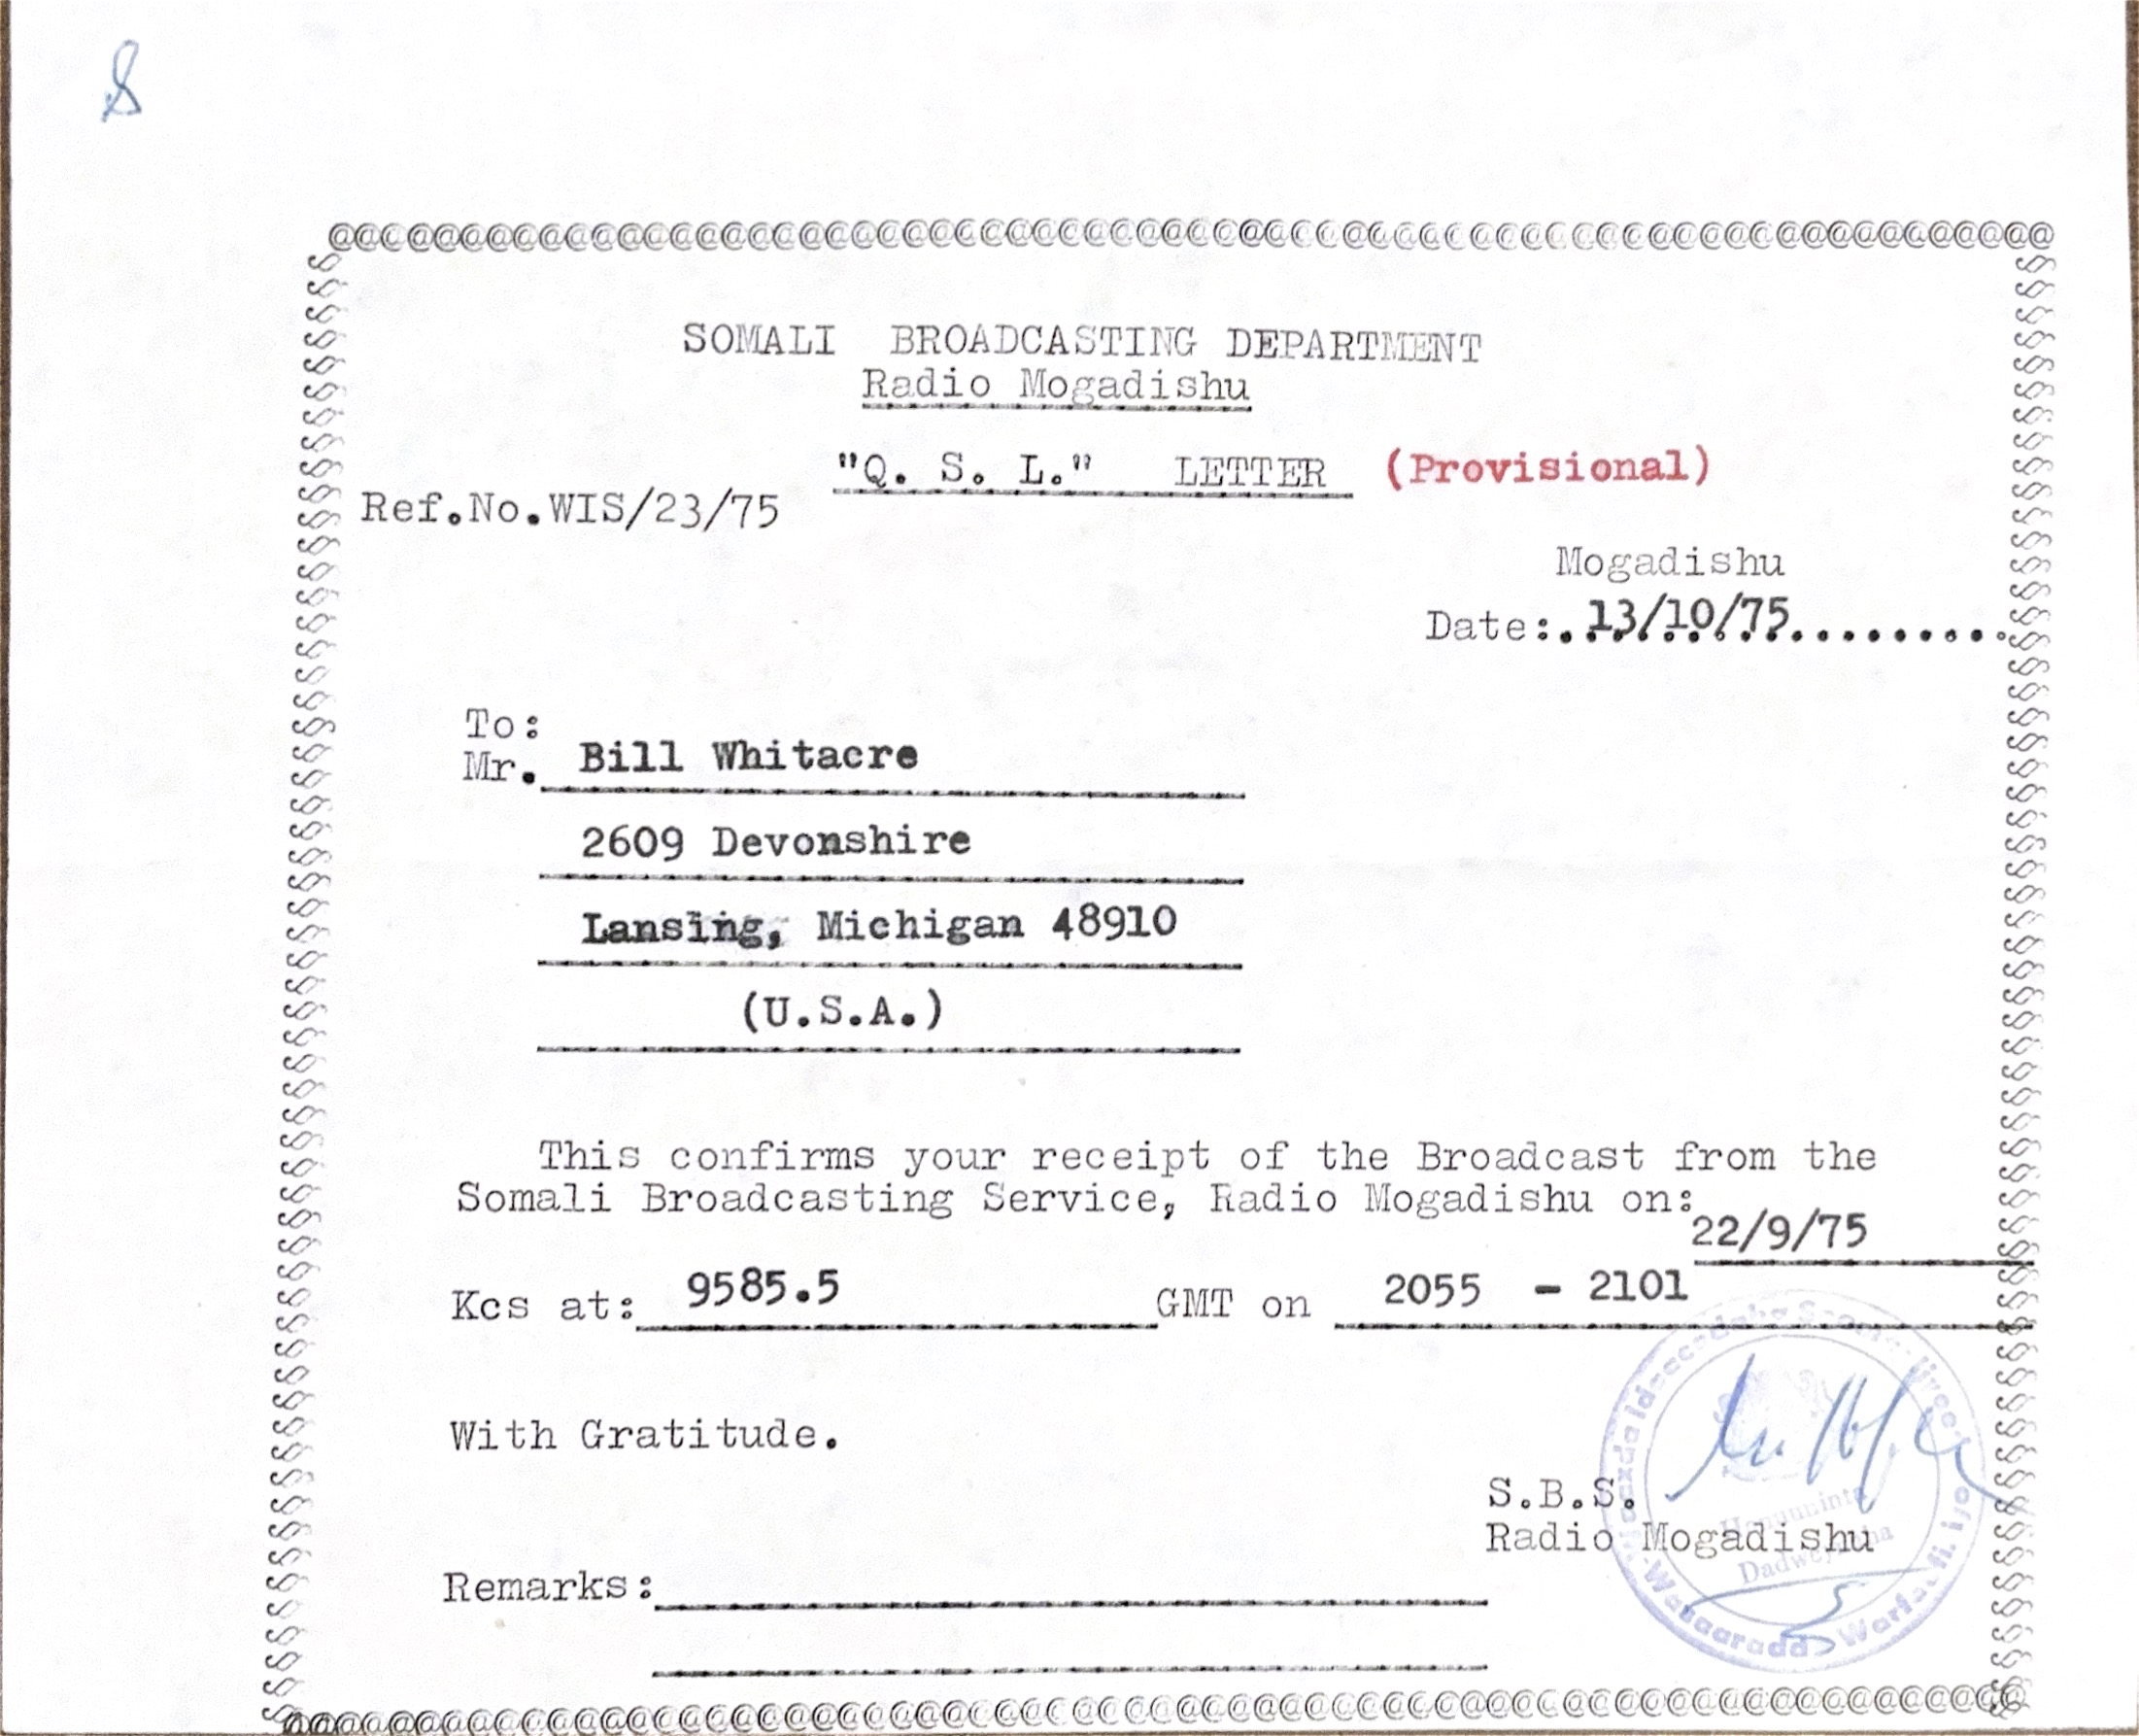 @@@@@@@@@@@@@@@@@@@@@@@@@@@@@@@@@@@@@@@@@@@@@@@@@@@@@@@@@@@@@@@@@@@
SOMALI BROADCASTING DEPARTMENT
Radio Mogadishu
"Q. S. L." LETTER (Provisional)
Ref.No.WIS/23/75
Mogadishu
Date:..13/10/75.........
To:
Mr. Bill Whitacre
2609 Devonshire
Lansing, Michigan 48910
(U.S.A.)
This confirms your receipt of the Broadcast from the
Somali Broadcasting Service, Radio Mogadishu on:
22/9/75
Kcs at: 9585.5 GMT on 2055 - 2101
With Gratitude.
S.B.S.
Radio Mogadishu
Remarks:
@@@@@@@@@@@@@@@@@@@@@@@@@@@@@@@@@@@@@@@@@@@@@@@@@@@@@@@@@@@@@@@@@@@